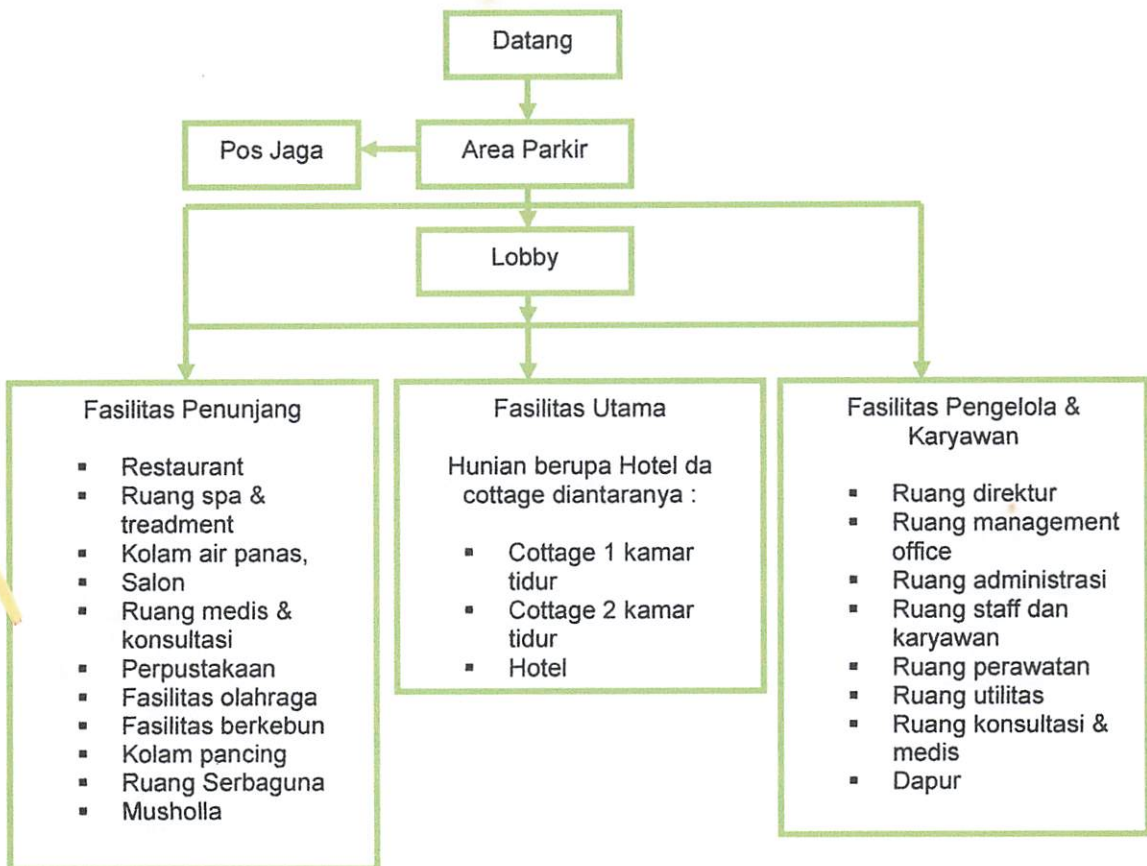 Datang
Pos Jaga
Area Parkir
Lobby
Fasilitas Penunjang
▪ Restaurant
▪ Ruang spa &
treadment
▪ Kolam air panas,
▪ Salon
▪ Ruang medis &
konsultasi
▪ Perpustakaan
▪ Fasilitas olahraga
▪ Fasilitas berkebun
▪ Kolam pancing
▪ Ruang Serbaguna
▪ Musholla
Fasilitas Utama
Hunian berupa Hotel da
cottage diantaranya :
▪ Cottage 1 kamar
tidur
▪ Cottage 2 kamar
tidur
▪ Hotel
Fasilitas Pengelola &
Karyawan
▪ Ruang direktur
▪ Ruang management
office
▪ Ruang administrasi
▪ Ruang staff dan
karyawan
▪ Ruang perawatan
▪ Ruang utilitas
▪ Ruang konsultasi &
medis
▪ Dapur